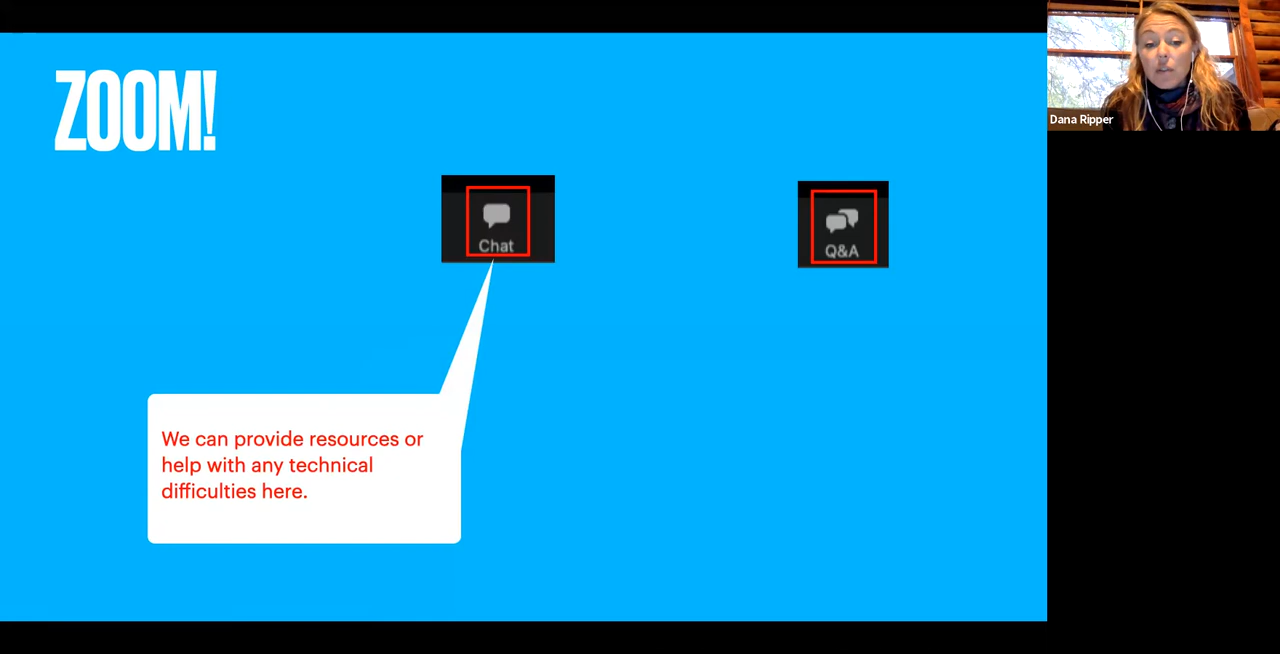 ZOOM!
Chat
Q&A
We can provide resources or
help with any technical
difficulties here.
Dana Ripper